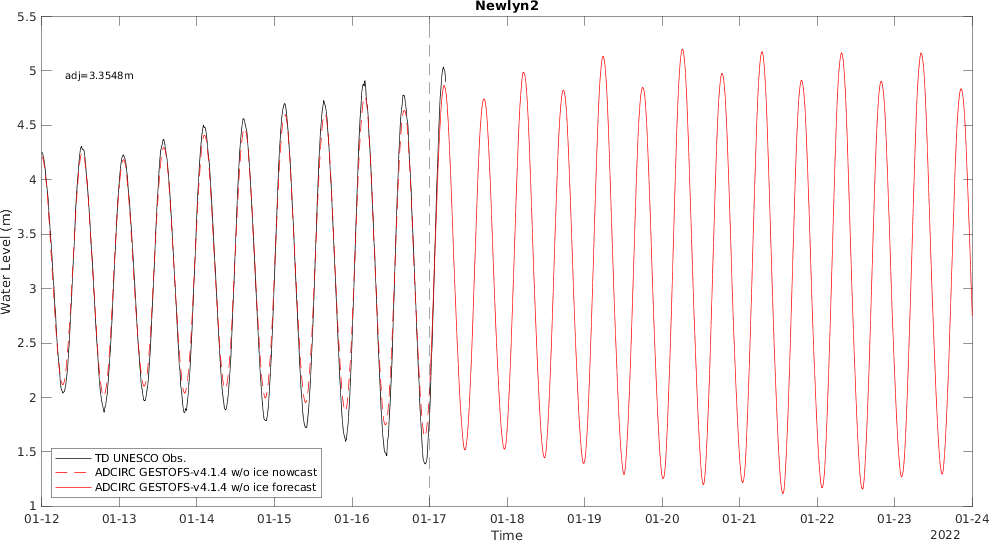 Newlyn2
5.5
5
4.5
4
3.5
3
2.5
2
1.5
1
Water Level (m)
adj=3.3548m
TD UNESCO Obs.
ADCIRC GESTOFS-v4.1.4 w/o ice nowcast
ADCIRC GESTOFS-v4.1.4 w/o ice forecast
01-12 01-13 01-14 01-15 01-16 01-17 01-18 01-19 01-20 01-21 01-22 01-23 01-24
Time
2022